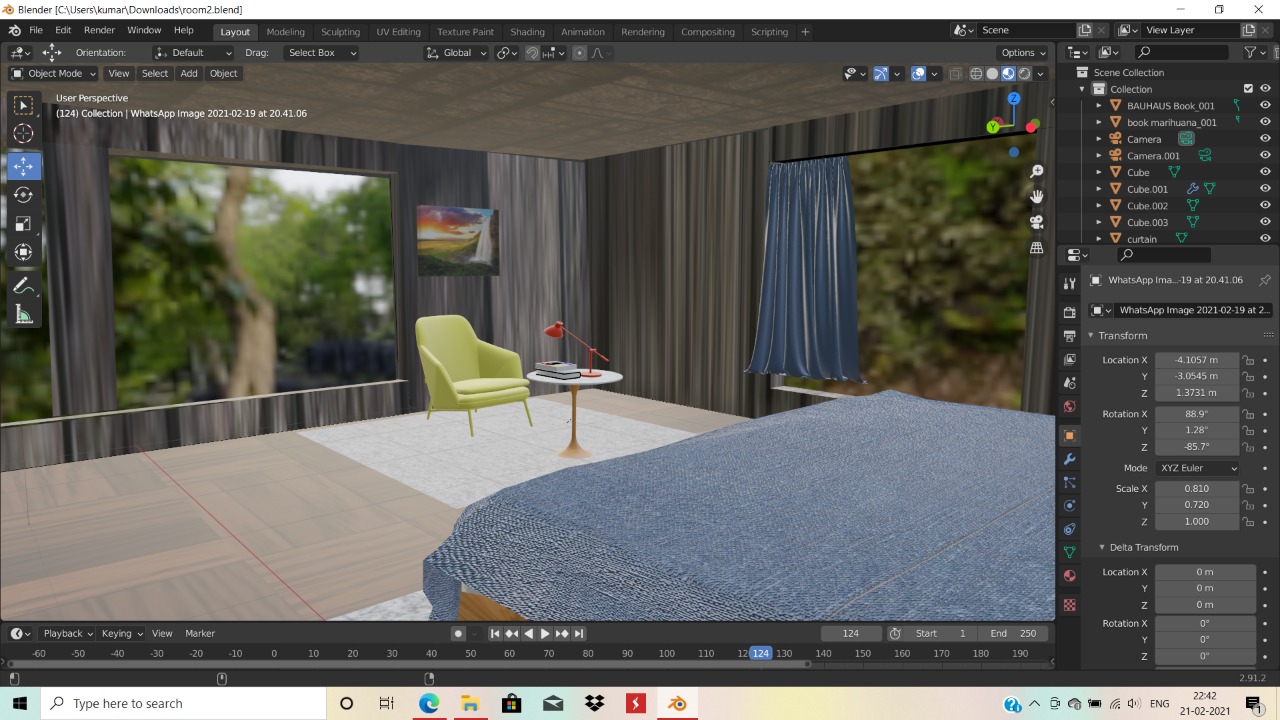 Blender [C:\Users\kumar\Downloads\room2.blend]
File Edit Render Window Help Layout Modeling Sculpting UV Editing Texture Paint Shading Animation Rendering Compositing Scripting + Scene View Layer
Orientation: Default Drag: Select Box Global Options
Object Mode View Select Add Object
User Perspective
(124) Collection | WhatsApp Image 2021-02-19 at 20.41.06
Z
Y
Scene Collection
Collection
BAUHAUS Book_001
book marihuana_001
Camera
Camera.001
Cube
Cube.001
Cube.002
Cube.003
curtain
WhatsApp Ima...-19 at 20.41.06
WhatsApp Image 2021-02-19 at 2...
Transform
Location X -4.1057 m
Y -3.0545 m
Z 1.3731 m
Rotation X 88.9°
Y 1.28°
Z -85.7°
Mode XYZ Euler
Scale X 0.810
Y 0.720
Z 1.000
Delta Transform
Location X 0 m
Y 0 m
Z 0 m
Rotation X 0°
Y 0°
Z 0°
Playback Keying View Marker 124 Start 1 End 250
-60 -50 -40 -30 -20 -10 0 10 20 30 40 50 60 70 80 90 100 110 12 124 130 140 150 160 170 180 190
2.91.2
Type here to search
ENG
22:42
21-02-2021
1